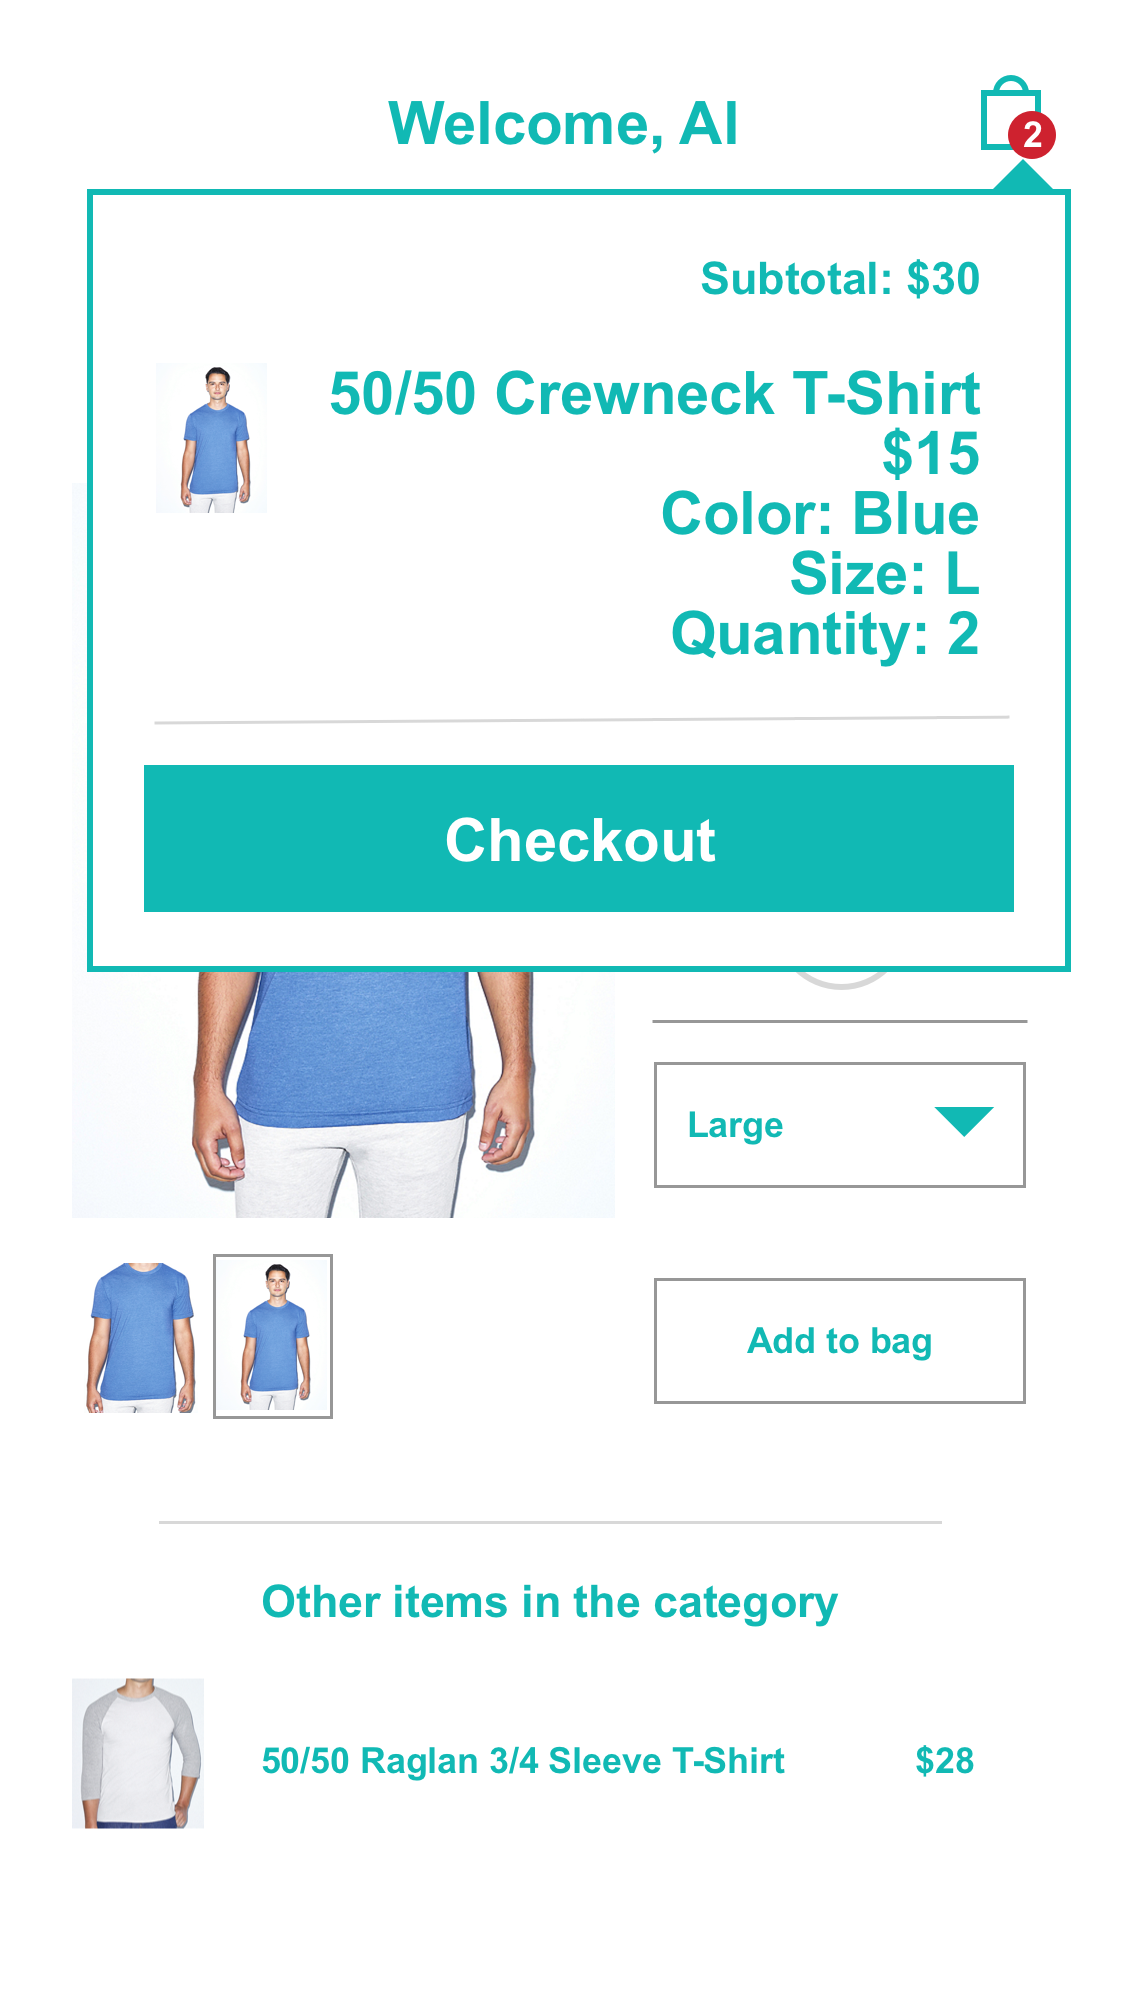 Welcome, Al
2
Subtotal: $30
50/50 Crewneck T-Shirt
$15
Color: Blue
Size: L
Quantity: 2
Checkout
Large
Add to bag
Other items in the category
50/50 Raglan 3/4 Sleeve T-Shirt $28